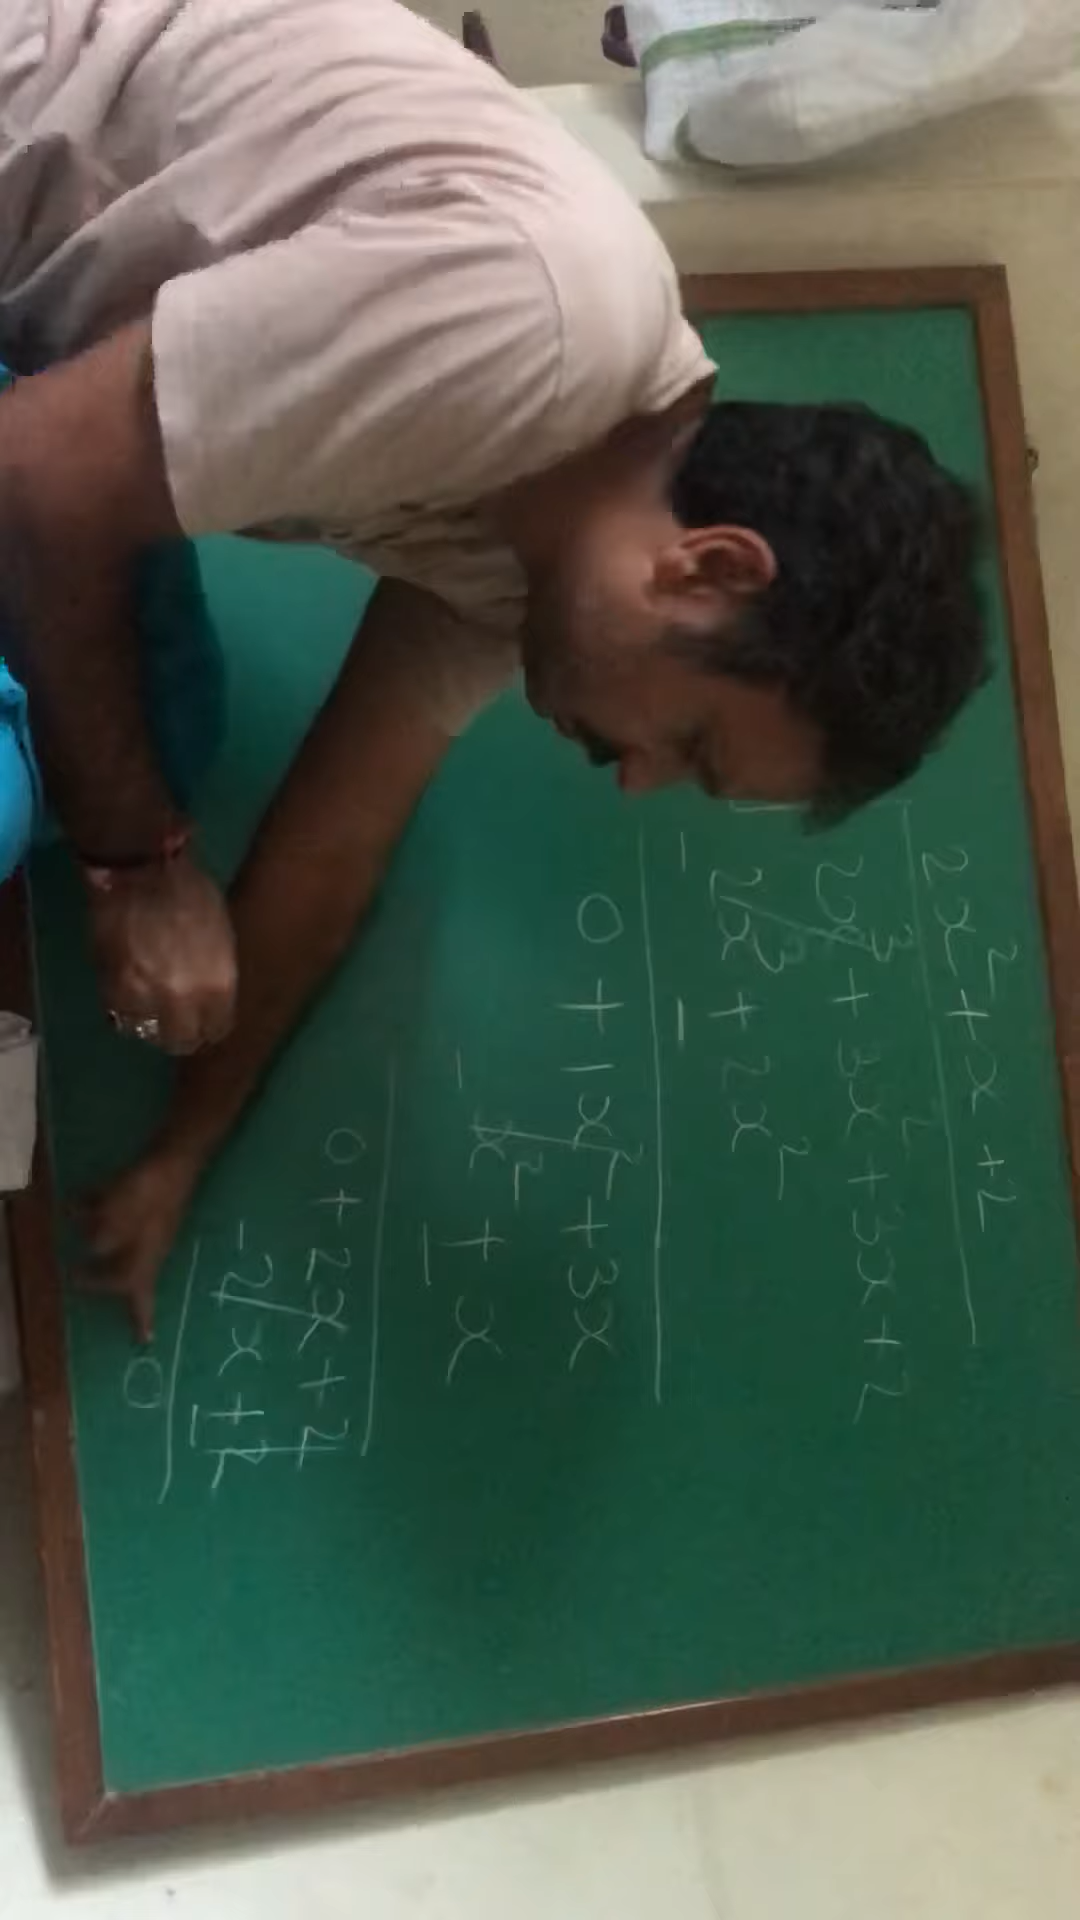 2x² + x + 2
2x³ + 3x² + 3x + 2
2x³ + 2x²
- -
0 + 1x² + 3x
x² + x
- -
0 + 2x + 2
-2x + 2
-
0